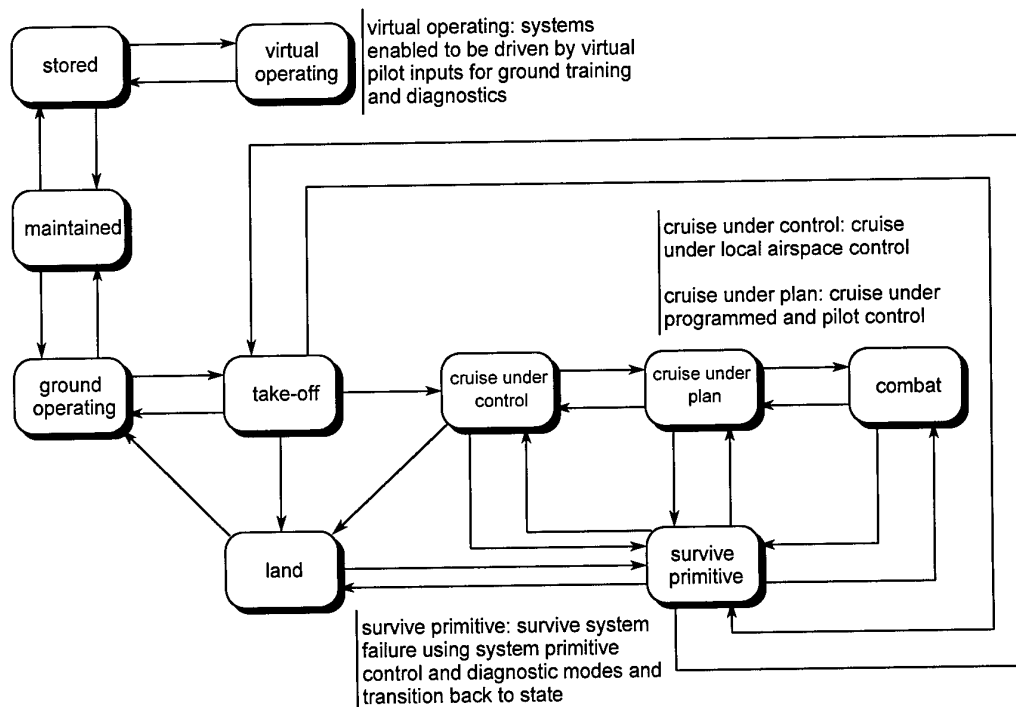 stored
virtual
operating
virtual operating: systems
enabled to be driven by virtual
pilot inputs for ground training
and diagnostics
maintained
cruise under control: cruise
under local airspace control
cruise under plan: cruise under
programmed and pilot control
ground
operating
take-off
cruise under
control
cruise under
plan
combat
land
survive
primitive
survive primitive: survive system
failure using system primitive
control and diagnostic modes and
transition back to state